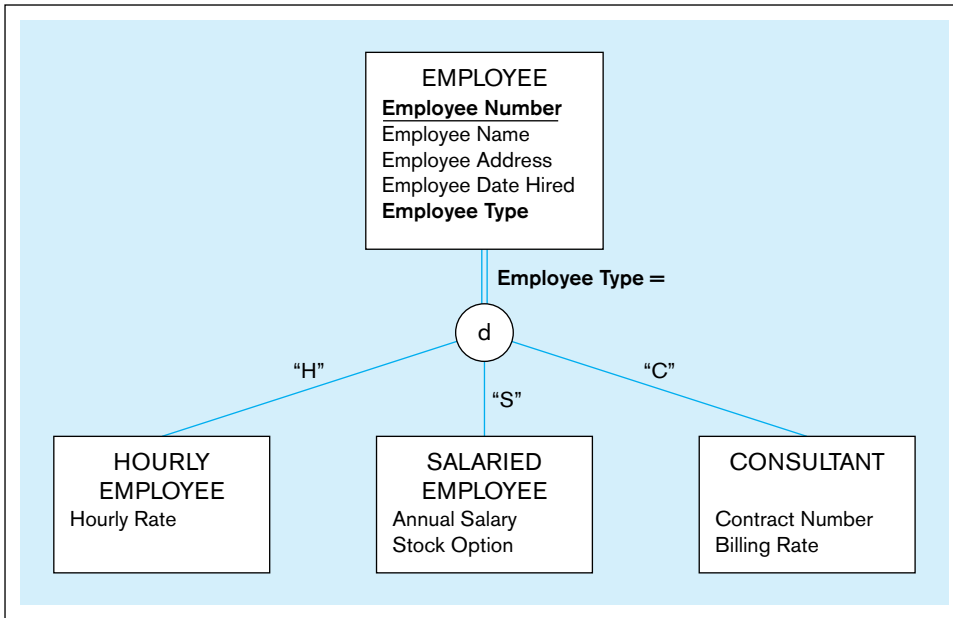 EMPLOYEE
Employee Number
Employee Name
Employee Address
Employee Date Hired
Employee Type
Employee Type =
d
“H”
“S”
“C”
HOURLY
EMPLOYEE
Hourly Rate
SALARIED
EMPLOYEE
Annual Salary
Stock Option
CONSULTANT
Contract Number
Billing Rate